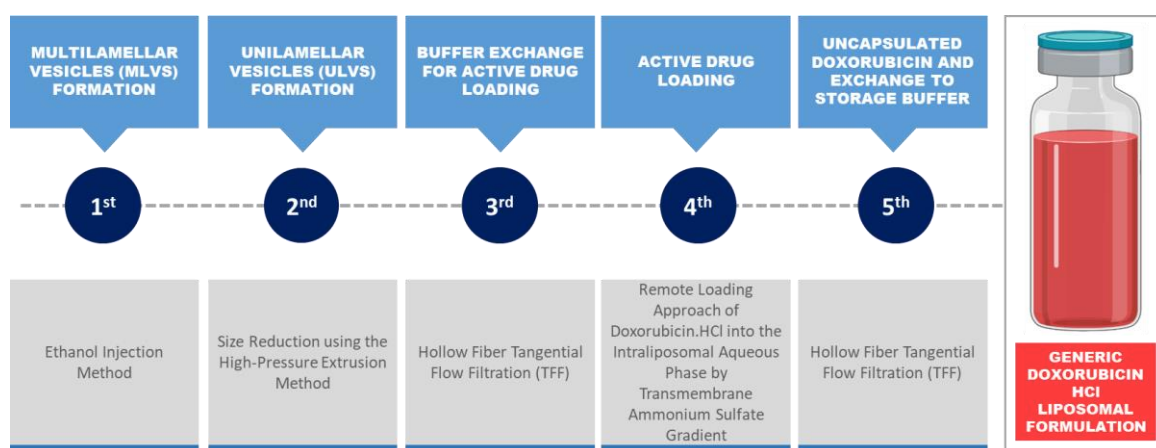 MULTILAMELLAR
VESICLES (MLVS)
FORMATION
UNILAMELLAR
VESICLES (ULVS)
FORMATION
BUFFER EXCHANGE
FOR ACTIVE DRUG
LOADING
ACTIVE DRUG
LOADING
UNCAPSULATED
DOXORUBICIN AND
EXCHANGE TO
STORAGE BUFFER
1st
2nd
3rd
4th
5th
Ethanol Injection
Method
Size Reduction using the
High-Pressure Extrusion
Method
Hollow Fiber Tangential
Flow Filtration (TFF)
Remote Loading
Approach of
Doxorubicin.HCl into the
Intraliposomal Aqueous
Phase by
Transmembrane
Ammonium Sulfate
Gradient
Hollow Fiber Tangential
Flow Filtration (TFF)
GENERIC
DOXORUBICIN
HCl
LIPOSOMAL
FORMULATION